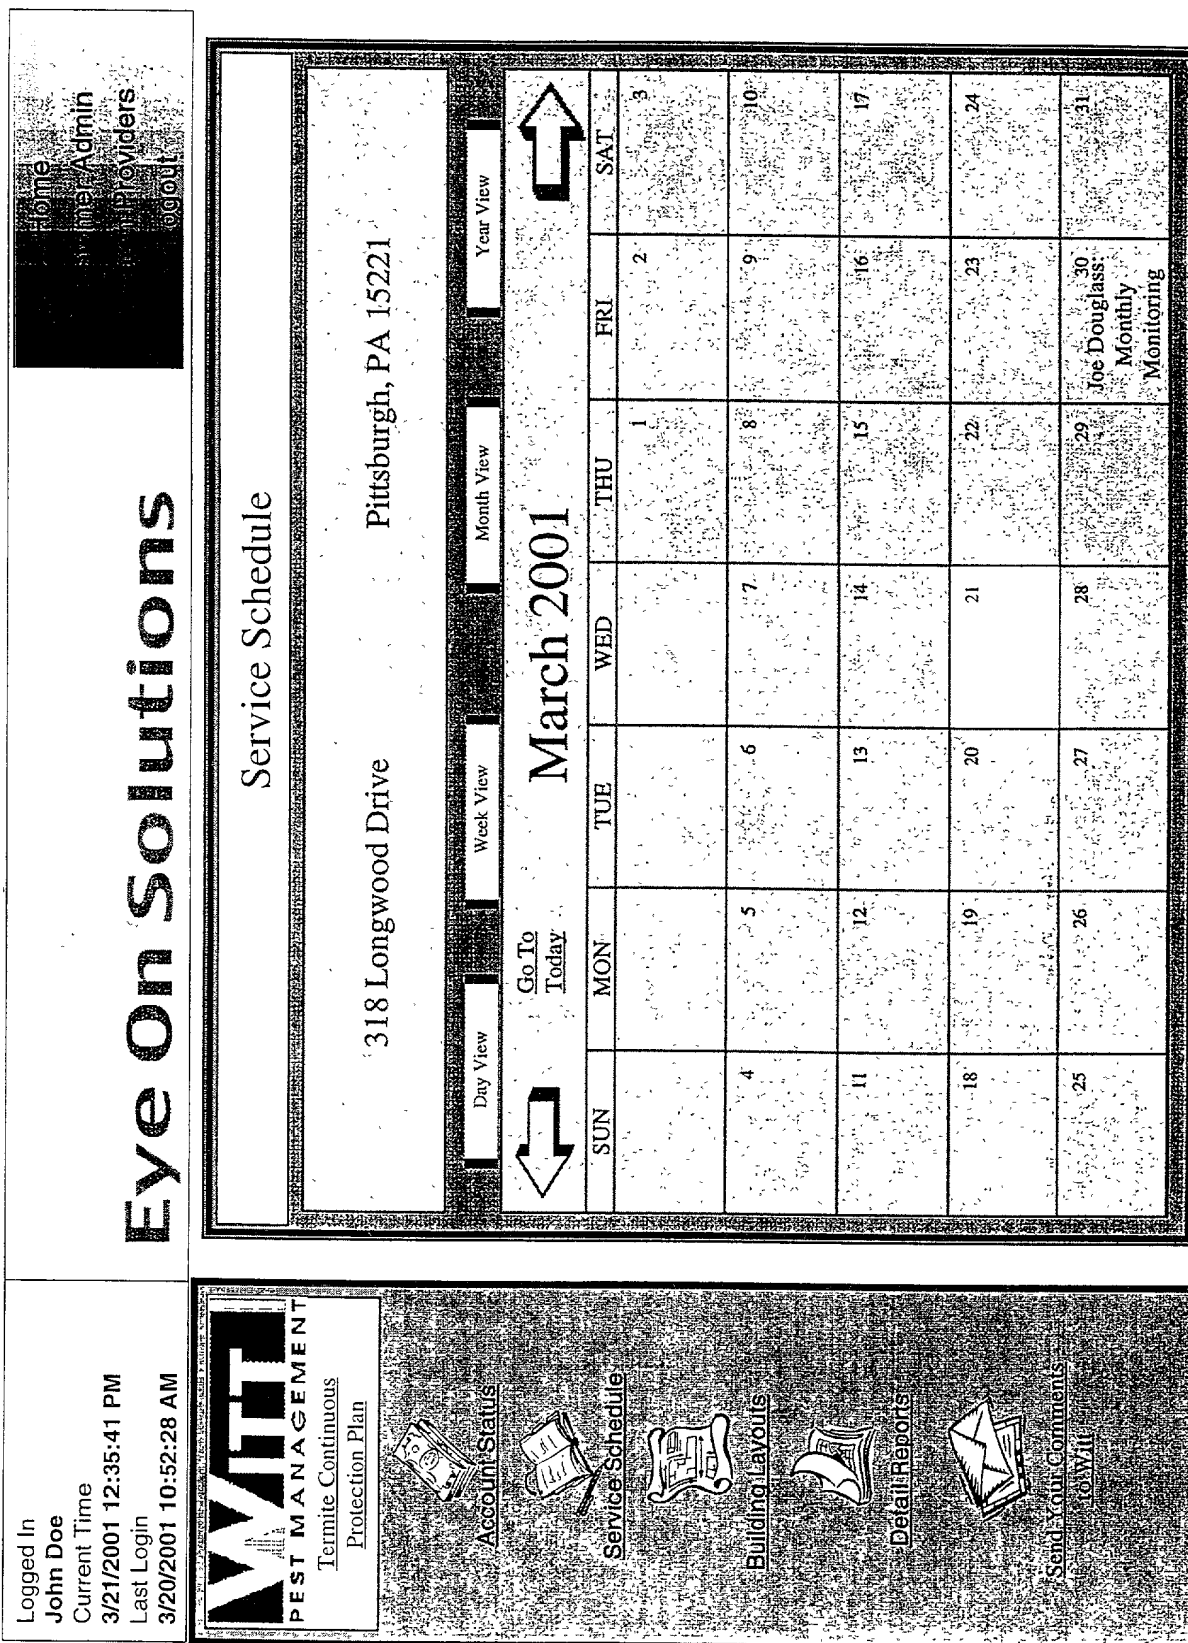 Logged In
John Doe
Current Time
3/21/2001 12:35:41 PM
Last Login
3/20/2001 10:52:28 AM
Eye On Solutions
Home
Admin
Providers
WITT
PEST MANAGEMENT
Termite Continuous
Protection Plan
Account Status
Service Schedule
Building Layouts
Detail Reports
Send Your Comments
to Witt
Service Schedule
318 Longwood Drive Pittsburgh, PA 15221
Day View Week View Month View Year View
Go To
Today
March 2001
SUN MON TUE WED THU FRI SAT
1 2 3
4 5 6 7 8 9 10
11 12 13 14 15 16 17
18 19 20 21 22 23 24
25 26 27 28 29 30 31
Joe Douglass:
Monthly
Monitoring